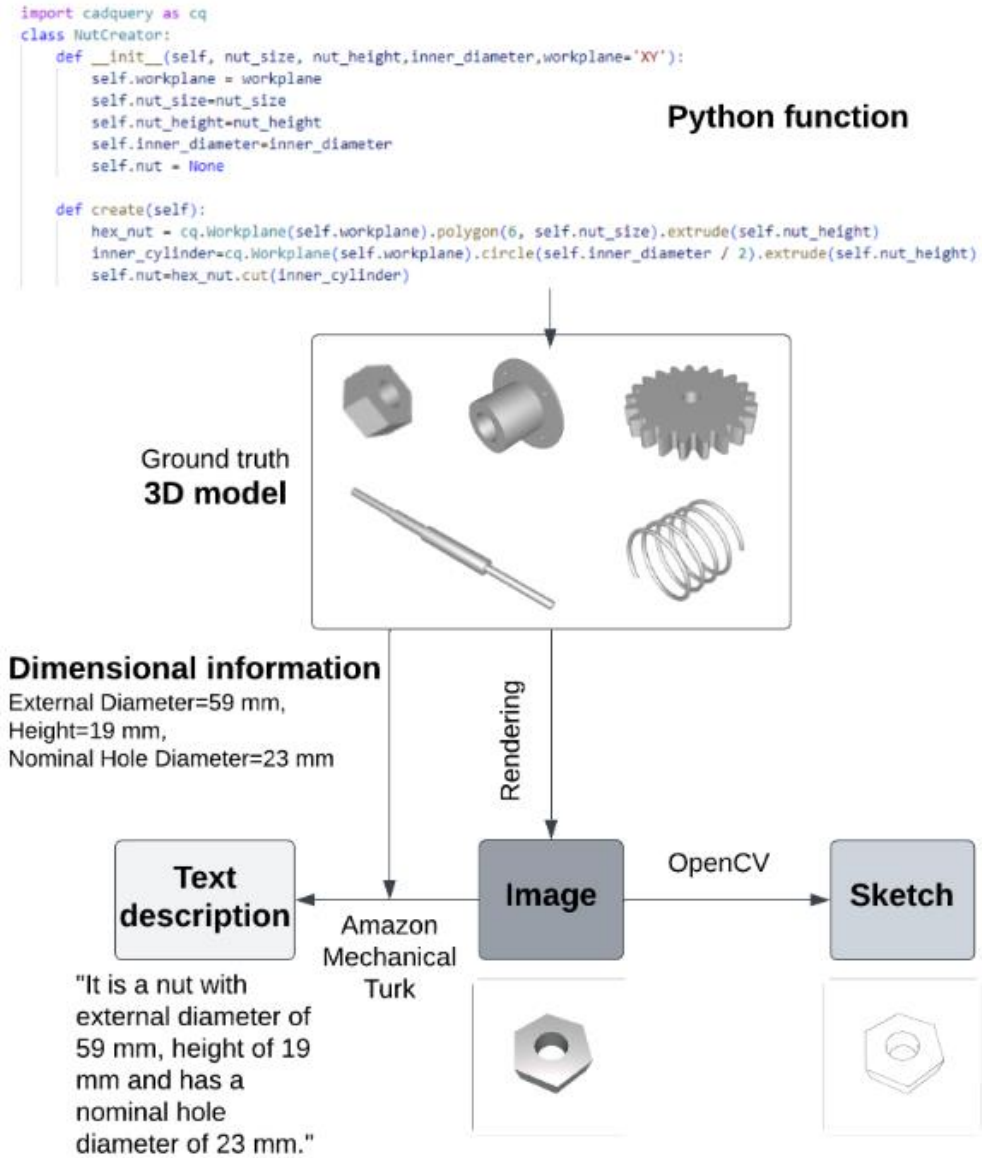 import cadquery as cq
class NutCreator:
    def __init__(self, nut_size, nut_height,inner_diameter,workplane='XY'):
        self.workplane = workplane
        self.nut_size=nut_size
        self.nut_height=nut_height
        self.inner_diameter=inner_diameter
        self.nut = None
Python function
    def create(self):
        hex_nut = cq.Workplane(self.workplane).polygon(6, self.nut_size).extrude(self.nut_height)
        inner_cylinder=cq.Workplane(self.workplane).circle(self.inner_diameter / 2).extrude(self.nut_height)
        self.nut=hex_nut.cut(inner_cylinder)
Ground truth
3D model
Dimensional information
External Diameter=59 mm,
Height=19 mm,
Nominal Hole Diameter=23 mm
Rendering
Text
description
Amazon
Mechanical
Turk
Image
OpenCV
Sketch
"It is a nut with
external diameter of
59 mm, height of 19
mm and has a
nominal hole
diameter of 23 mm."